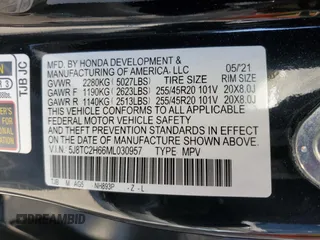 TJB JC
MFD. BY HONDA DEVELOPMENT &
MANUFACTURING OF AMERICA, LLC 05/21
GVWR 2280KG (5027LBS) TIRE SIZE RIM SIZE
GAWR F 1190KG (2623LBS) 255/45R20 101V 20X8.0J
GAWR R 1140KG (2513LBS) 255/45R20 101V 20X8.0J
THIS VEHICLE CONFORMS TO ALL APPLICABLE
FEDERAL MOTOR VEHICLE SAFETY AND
THEFT PREVENTION STANDARDS IN EFFECT ON
THE DATE OF MANUFACTURE SHOWN ABOVE.
5J8TC2H66ML030957 TYPE MPV
TJB M AG5 NH893P -Z-L
© DREAMBID